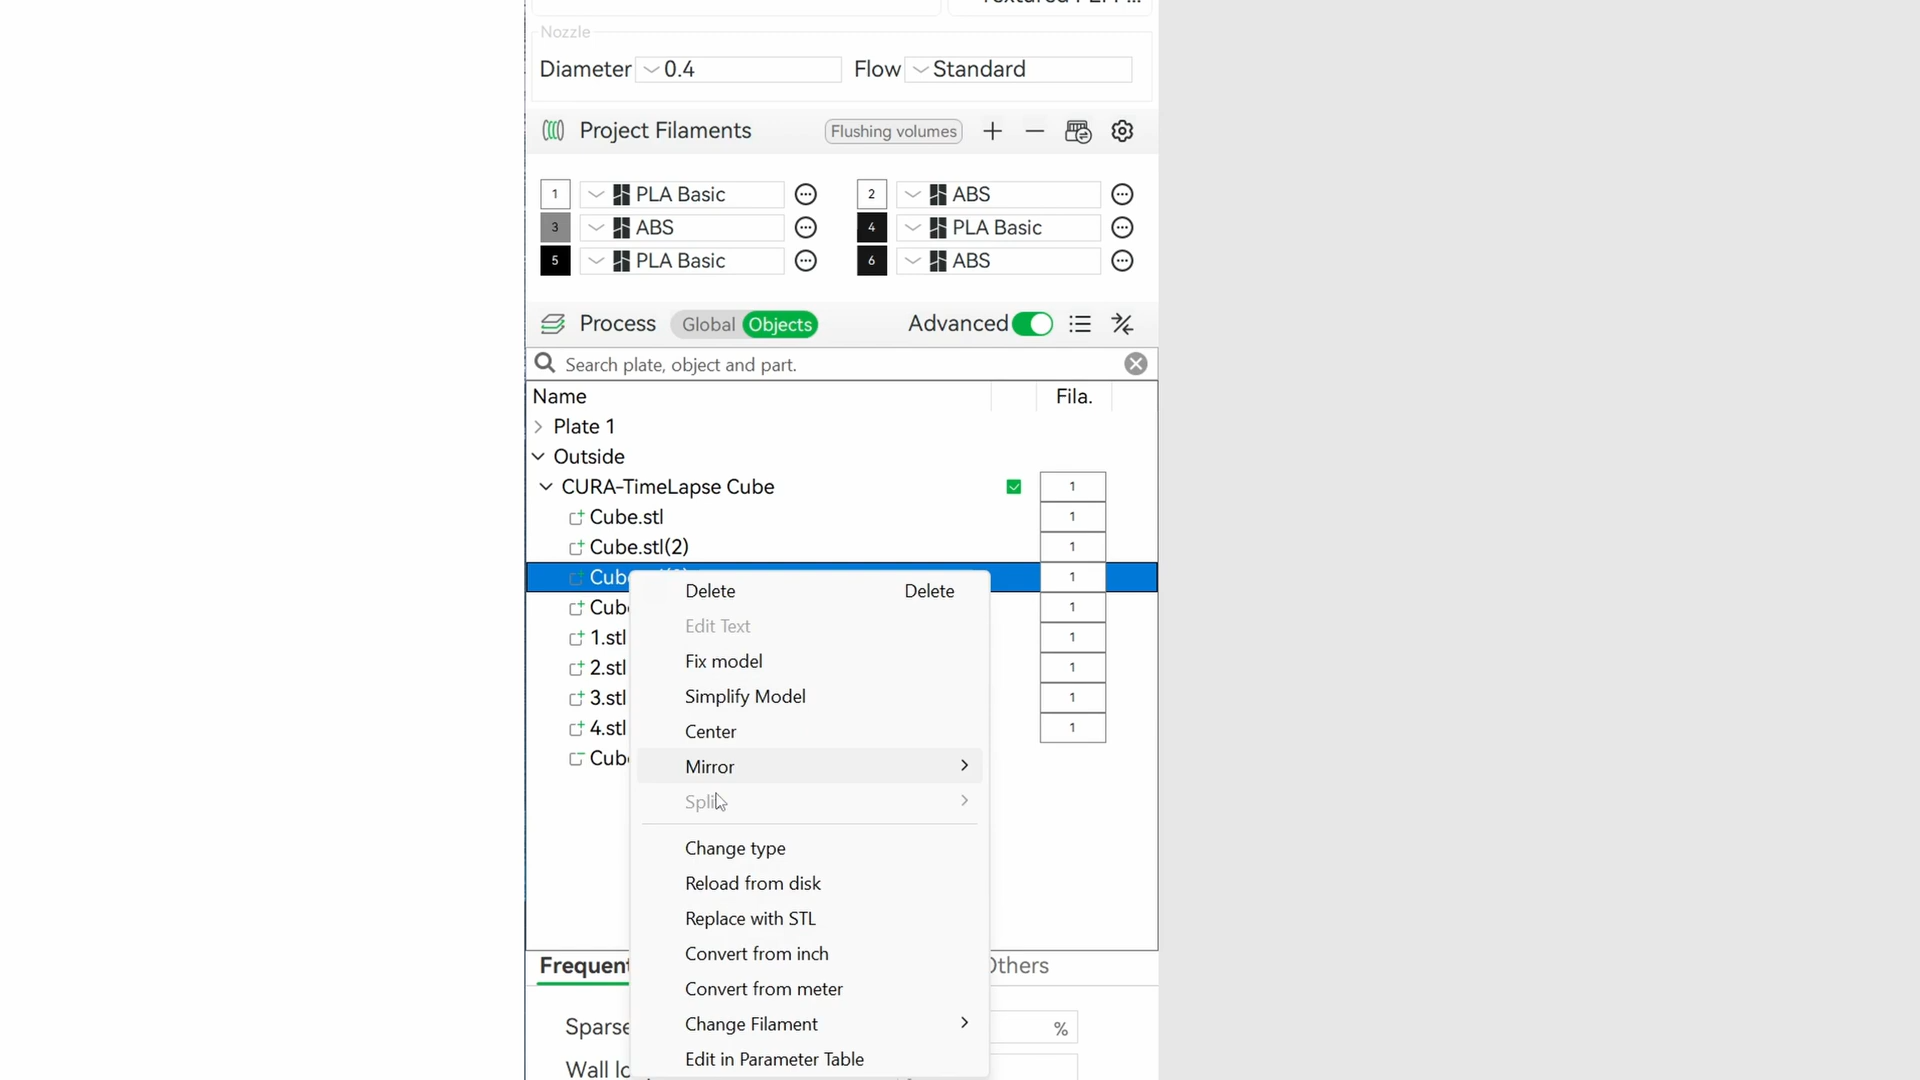 Nozzle
Diameter 0.4 Flow Standard
Project Filaments Flushing volumes
1 PLA Basic 2 ABS
3 ABS 4 PLA Basic
5 PLA Basic 6 ABS
Process Global Objects Advanced
Search plate, object and part.
Name Fila.
Plate 1
Outside
CURA-TimeLapse Cube 1
Cube.stl 1
Cube.stl(2) 1
Cub 1
Cub 1
1.stl 1
2.stl 1
3.stl 1
4.stl 1
Cub
Delete Delete
Edit Text
Fix model
Simplify Model
Center
Mirror
Split
Change type
Reload from disk
Replace with STL
Convert from inch
Convert from meter
Change Filament
Edit in Parameter Table
Frequent Others
Sparse %
Wall lo